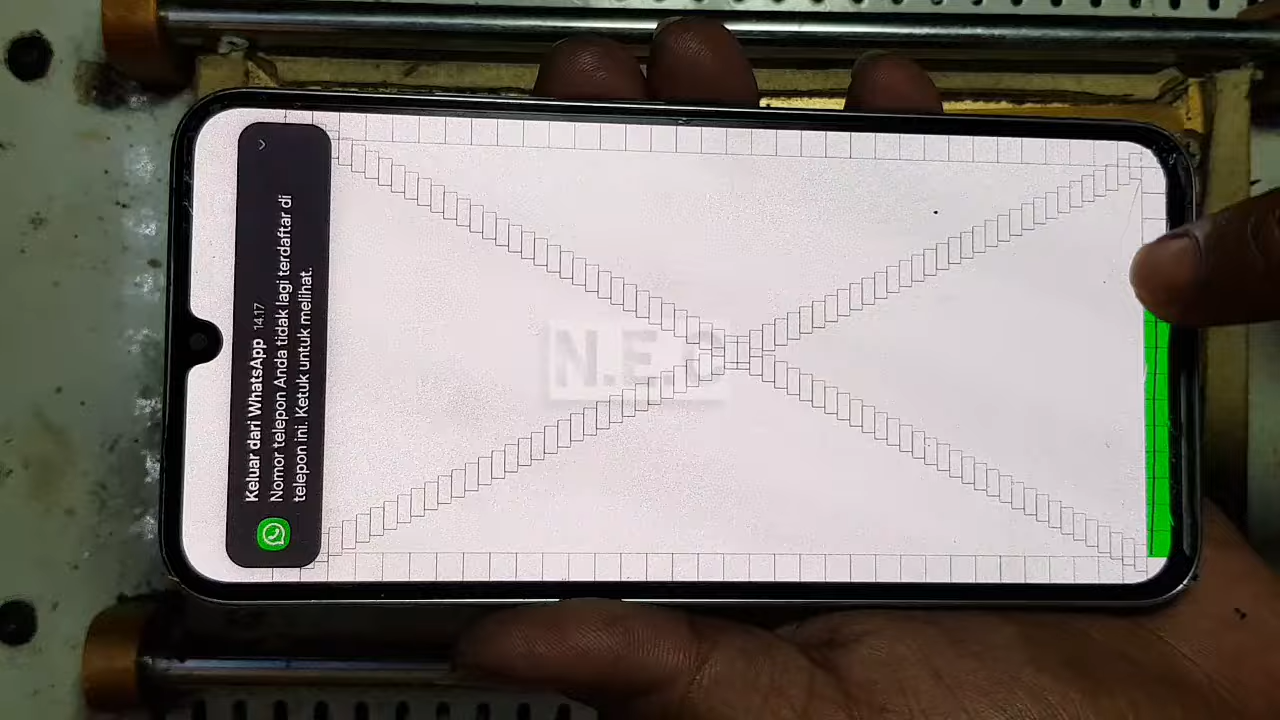 Keluar dari WhatsApp 14.17
Nomor telepon Anda tidak lagi terdaftar di
telepon ini. Ketuk untuk melihat.